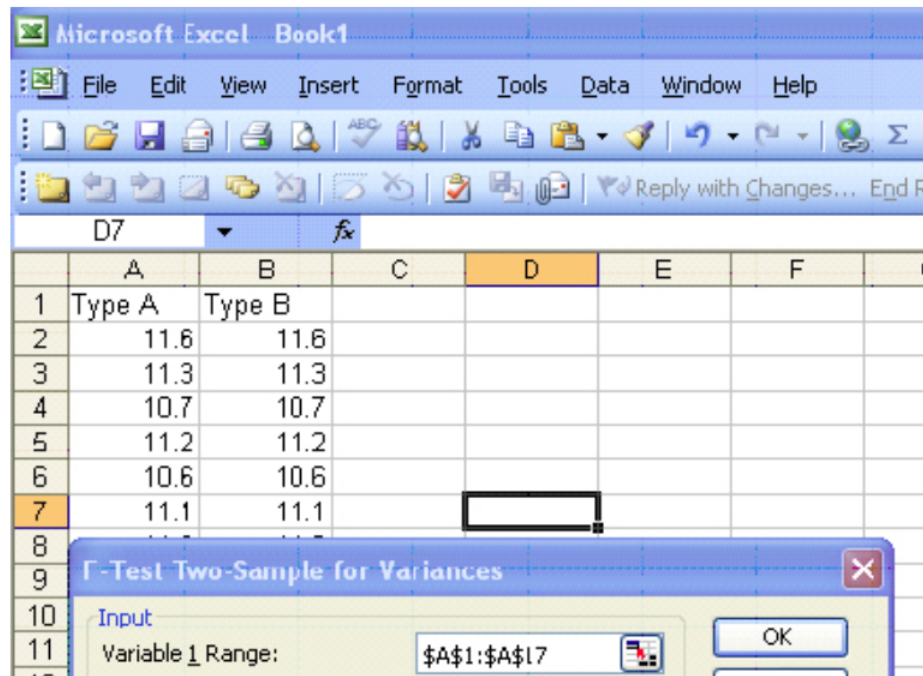 Microsoft Excel Book1
File Edit View Insert Format Tools Data Window Help
ABC Σ
Reply with Changes... End R
D7 fx
A B C D E F
1 Type A Type B
2 11.6 11.6
3 11.3 11.3
4 10.7 10.7
5 11.2 11.2
6 10.6 10.6
7 11.1 11.1
8
9 F-Test Two-Sample for Variances
10 Input
11 Variable 1 Range: $A$1:$A$17 OK